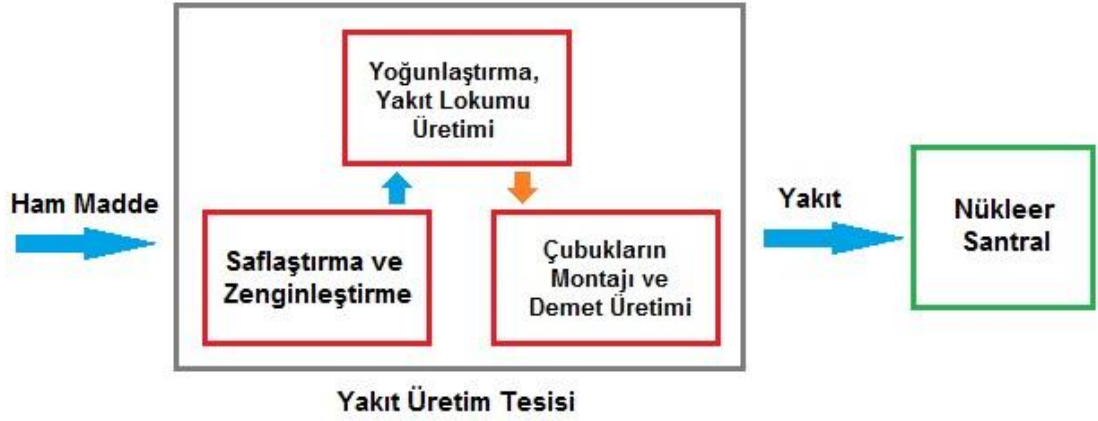 Ham Madde
Yoğunlaştırma,
Yakıt Lokumu
Üretimi
Saflaştırma ve
Zenginleştirme
Çubukların
Montajı ve
Demet Üretimi
Yakıt
Nükleer
Santral
Yakıt Üretim Tesisi